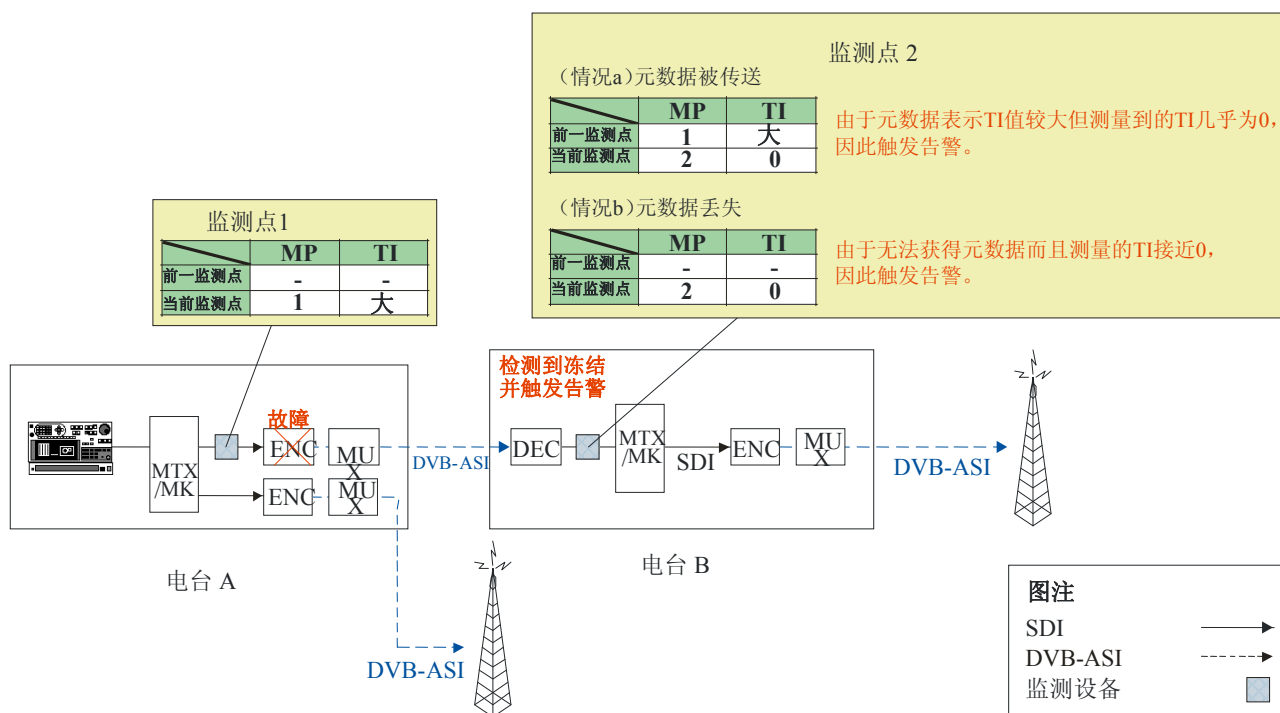 监测点 2
（情况a）元数据被传送
MP TI
前一监测点 1 大
当前监测点 2 0
由于元数据表示TI值较大但测量到的TI几乎为0，
因此触发告警。
（情况b）元数据丢失
MP TI
前一监测点 - -
当前监测点 2 0
由于无法获得元数据而且测量的TI接近0，
因此触发告警。
监测点1
MP TI
前一监测点 - -
当前监测点 1 大
检测到冻结
并触发告警
故障
MTX
/MK
ENC
MU
X
DVB-ASI
ENC
MU
X
DEC
MTX
/MK
SDI
ENC
MU
X
DVB-ASI
电台 A
电台 B
DVB-ASI
图注
SDI
DVB-ASI
监测设备